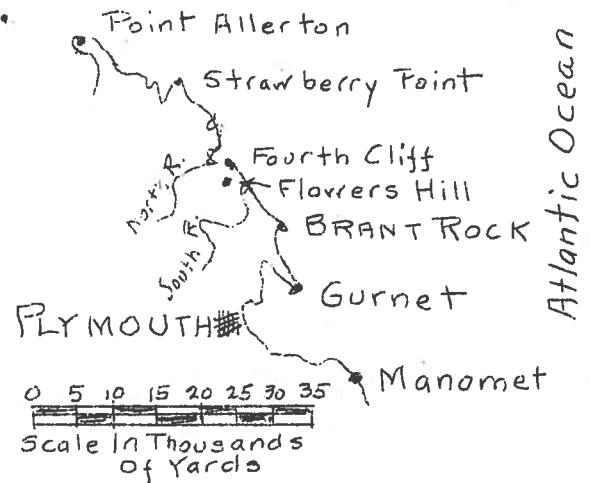 Point Allerton
Strawberry Point
Atlantic Ocean
Fourth Cliff
North R.
Flowers Hill
South R.
BRANT ROCK
Gurnet
PLYMOUTH
Manomet
0 5 10 15 20 25 30 35
Scale In Thousands
Of Yards